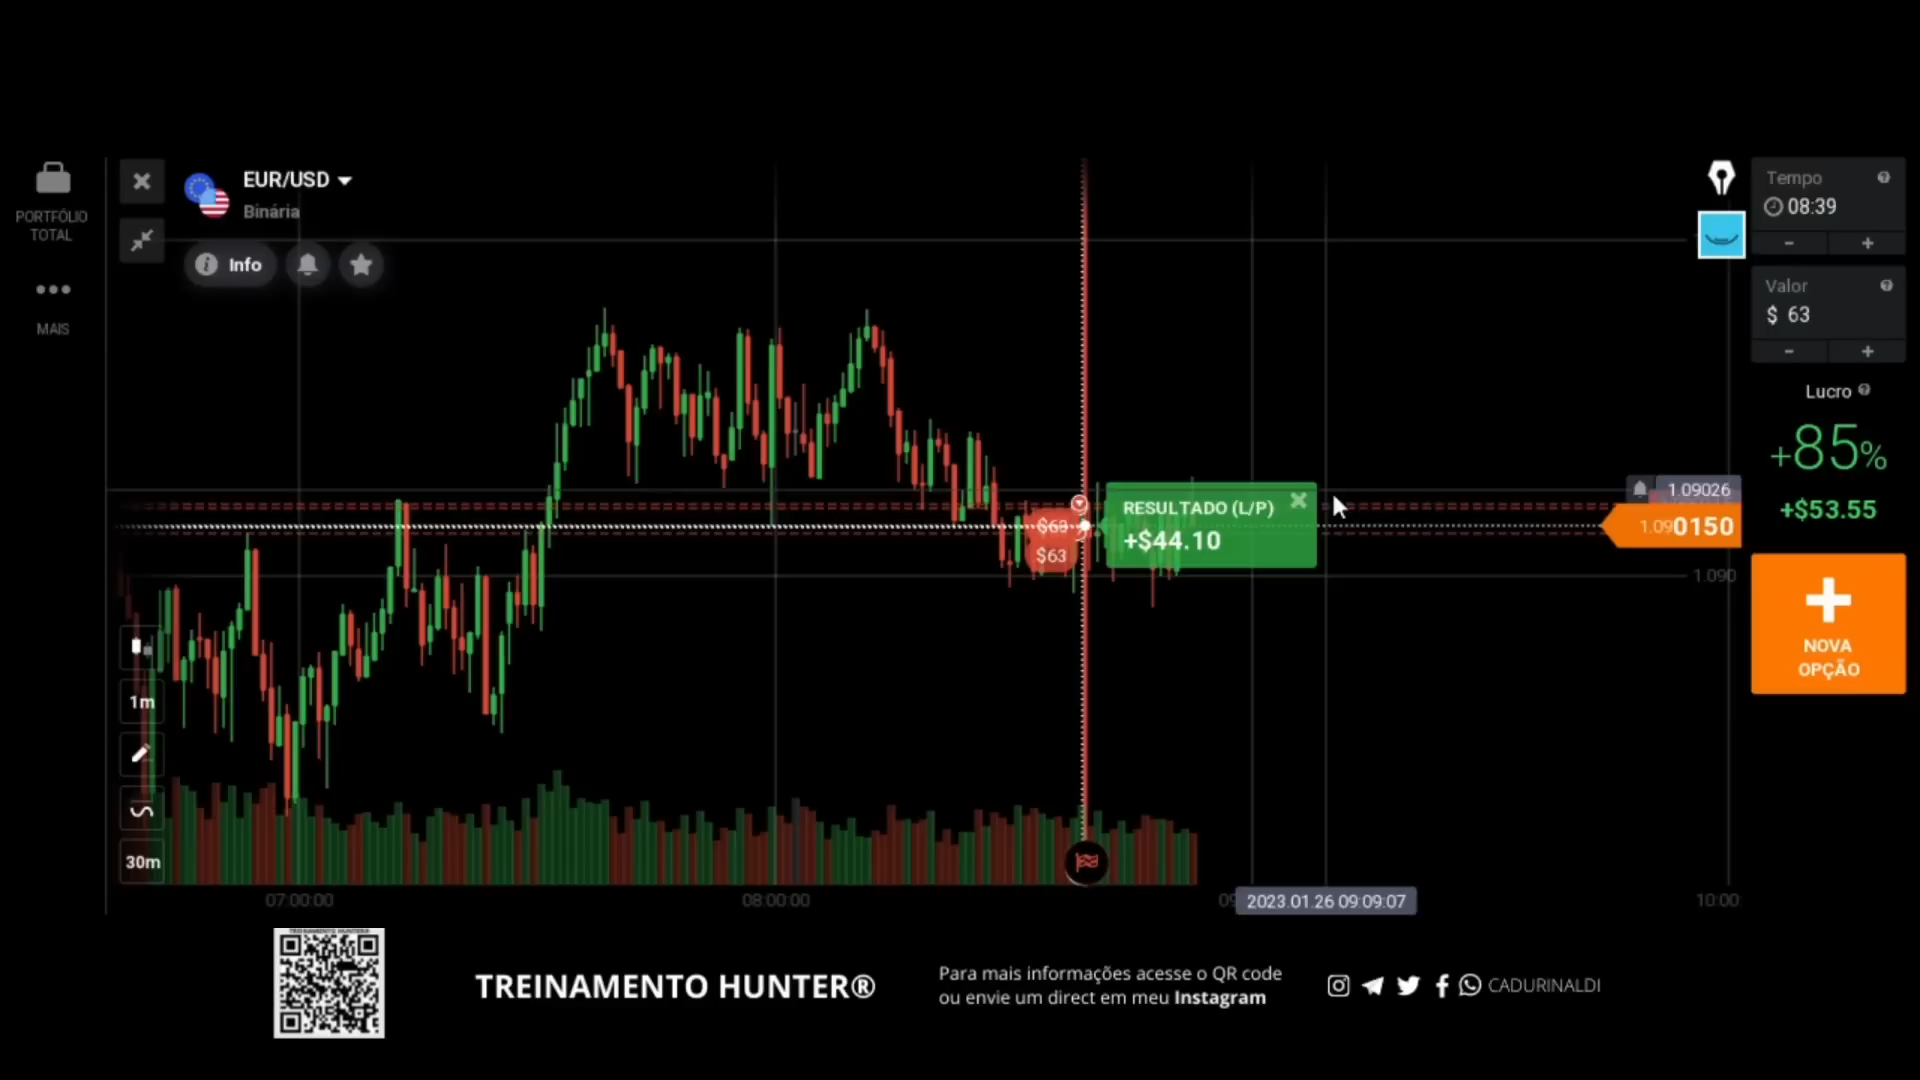 PORTFÓLIO
TOTAL
MAIS
EUR/USD
Binária
Info
1m
30m
$63
$63
RESULTADO (L/P)
+$44.10
1.09026
1.090150
1.090
Tempo
08:39
-
+
Valor
$ 63
-
+
Lucro
+85%
+$53.55
NOVA
OPÇÃO
07:00:00
08:00:00
2023.01.26 09:09:07
10:00
TREINAMENTO HUNTER®
Para mais informações acesse o QR code
ou envie um direct em meu Instagram
CADURINALDI